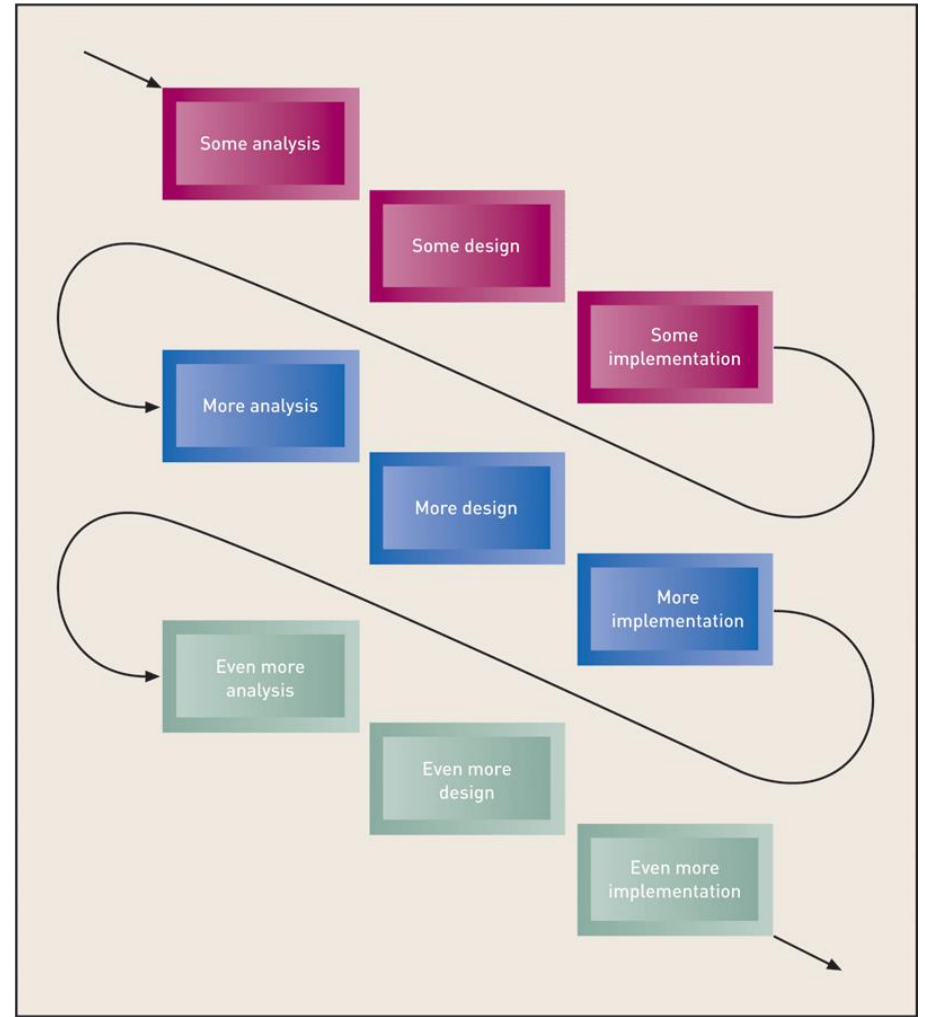 Some analysis
Some design
Some
implementation
More analysis
More design
More
implementation
Even more
analysis
Even more
design
Even more
implementation